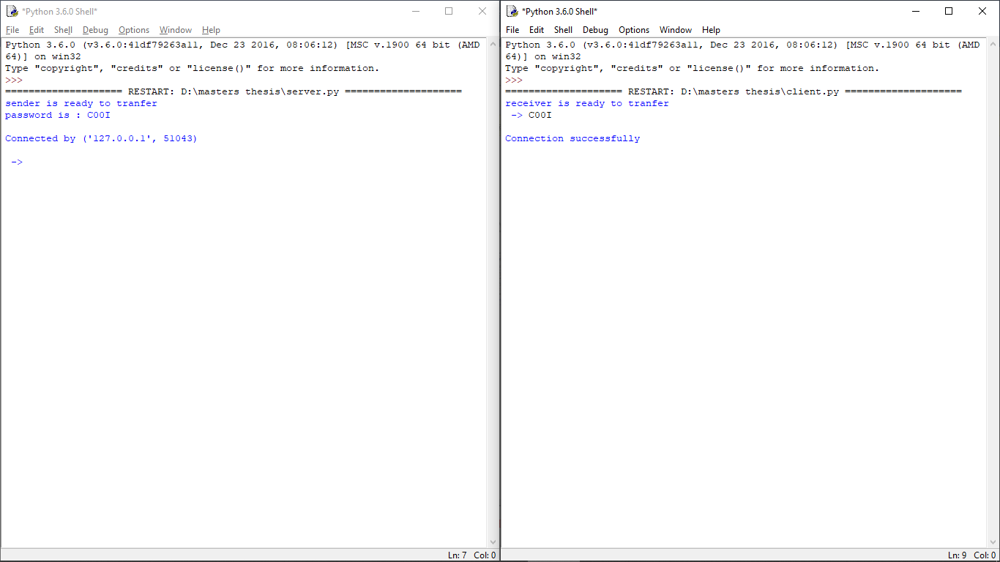 *Python 3.6.0 Shell*
File Edit Shell Debug Options Window Help
Python 3.6.0 (v3.6.0:41df79263a11, Dec 23 2016, 08:06:12) [MSC v.1900 64 bit (AMD
64)] on win32
Type "copyright", "credits" or "license()" for more information.
>>>
==================== RESTART: D:\masters thesis\server.py ====================
sender is ready to tranfer
password is : C00I
Connected by ('127.0.0.1', 51043)
->
Ln: 7 Col: 0
*Python 3.6.0 Shell*
File Edit Shell Debug Options Window Help
Python 3.6.0 (v3.6.0:41df79263a11, Dec 23 2016, 08:06:12) [MSC v.1900 64 bit (AMD
64)] on win32
Type "copyright", "credits" or "license()" for more information.
>>>
==================== RESTART: D:\masters thesis\client.py ====================
receiver is ready to tranfer
-> C00I
Connection successfully
Ln: 9 Col: 0